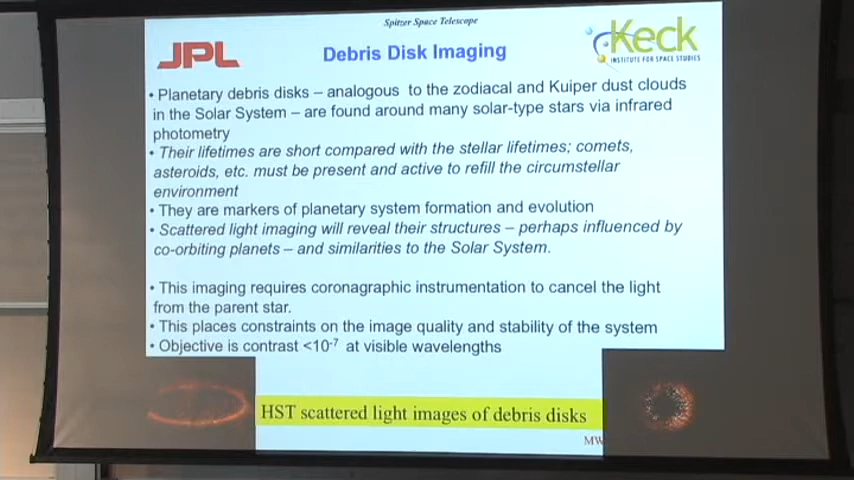 Spitzer Space Telescope
JPL
Debris Disk Imaging
Keck
INSTITUTE FOR SPACE STUDIES
• Planetary debris disks – analogous to the zodiacal and Kuiper dust clouds
in the Solar System – are found around many solar-type stars via infrared
photometry
• Their lifetimes are short compared with the stellar lifetimes; comets,
asteroids, etc. must be present and active to refill the circumstellar
environment
• They are markers of planetary system formation and evolution
• Scattered light imaging will reveal their structures – perhaps influenced by
co-orbiting planets – and similarities to the Solar System.
• This imaging requires coronagraphic instrumentation to cancel the light
from the parent star.
• This places constraints on the image quality and stability of the system
• Objective is contrast <10⁻⁷ at visible wavelengths
HST scattered light images of debris disks
MW